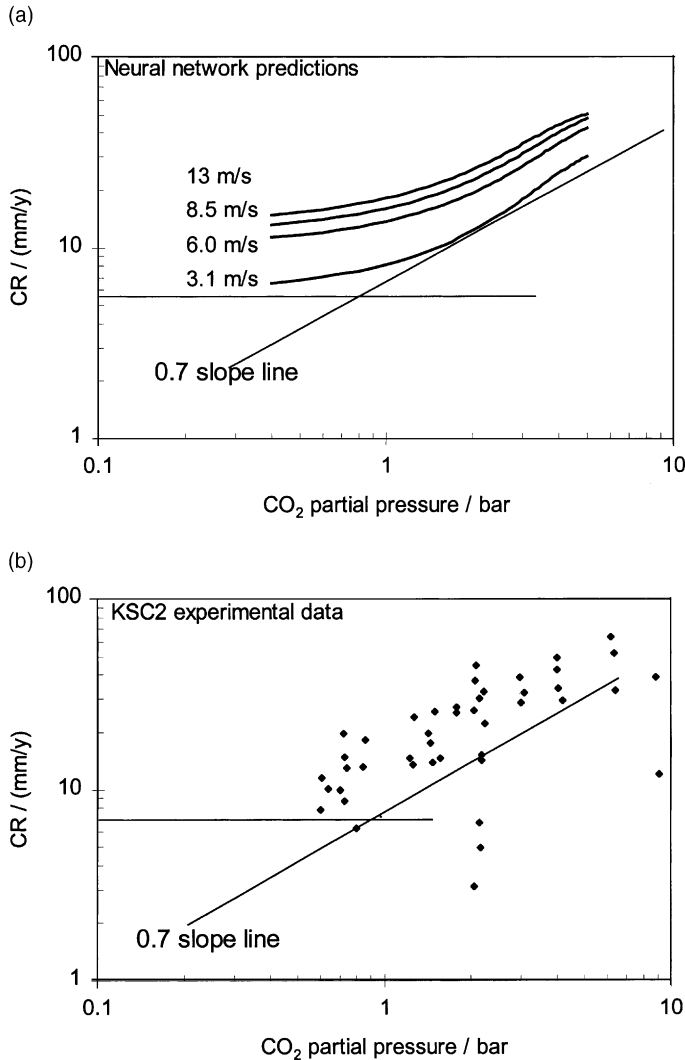 (a)
100
Neural network predictions
13 m/s
8.5 m/s
6.0 m/s
3.1 m/s
10
CR / (mm/y)
0.7 slope line
1
0.1
1
10
CO₂ partial pressure / bar
(b)
100
KSC2 experimental data
10
CR / (mm/y)
0.7 slope line
1
0.1
1
10
CO₂ partial pressure / bar